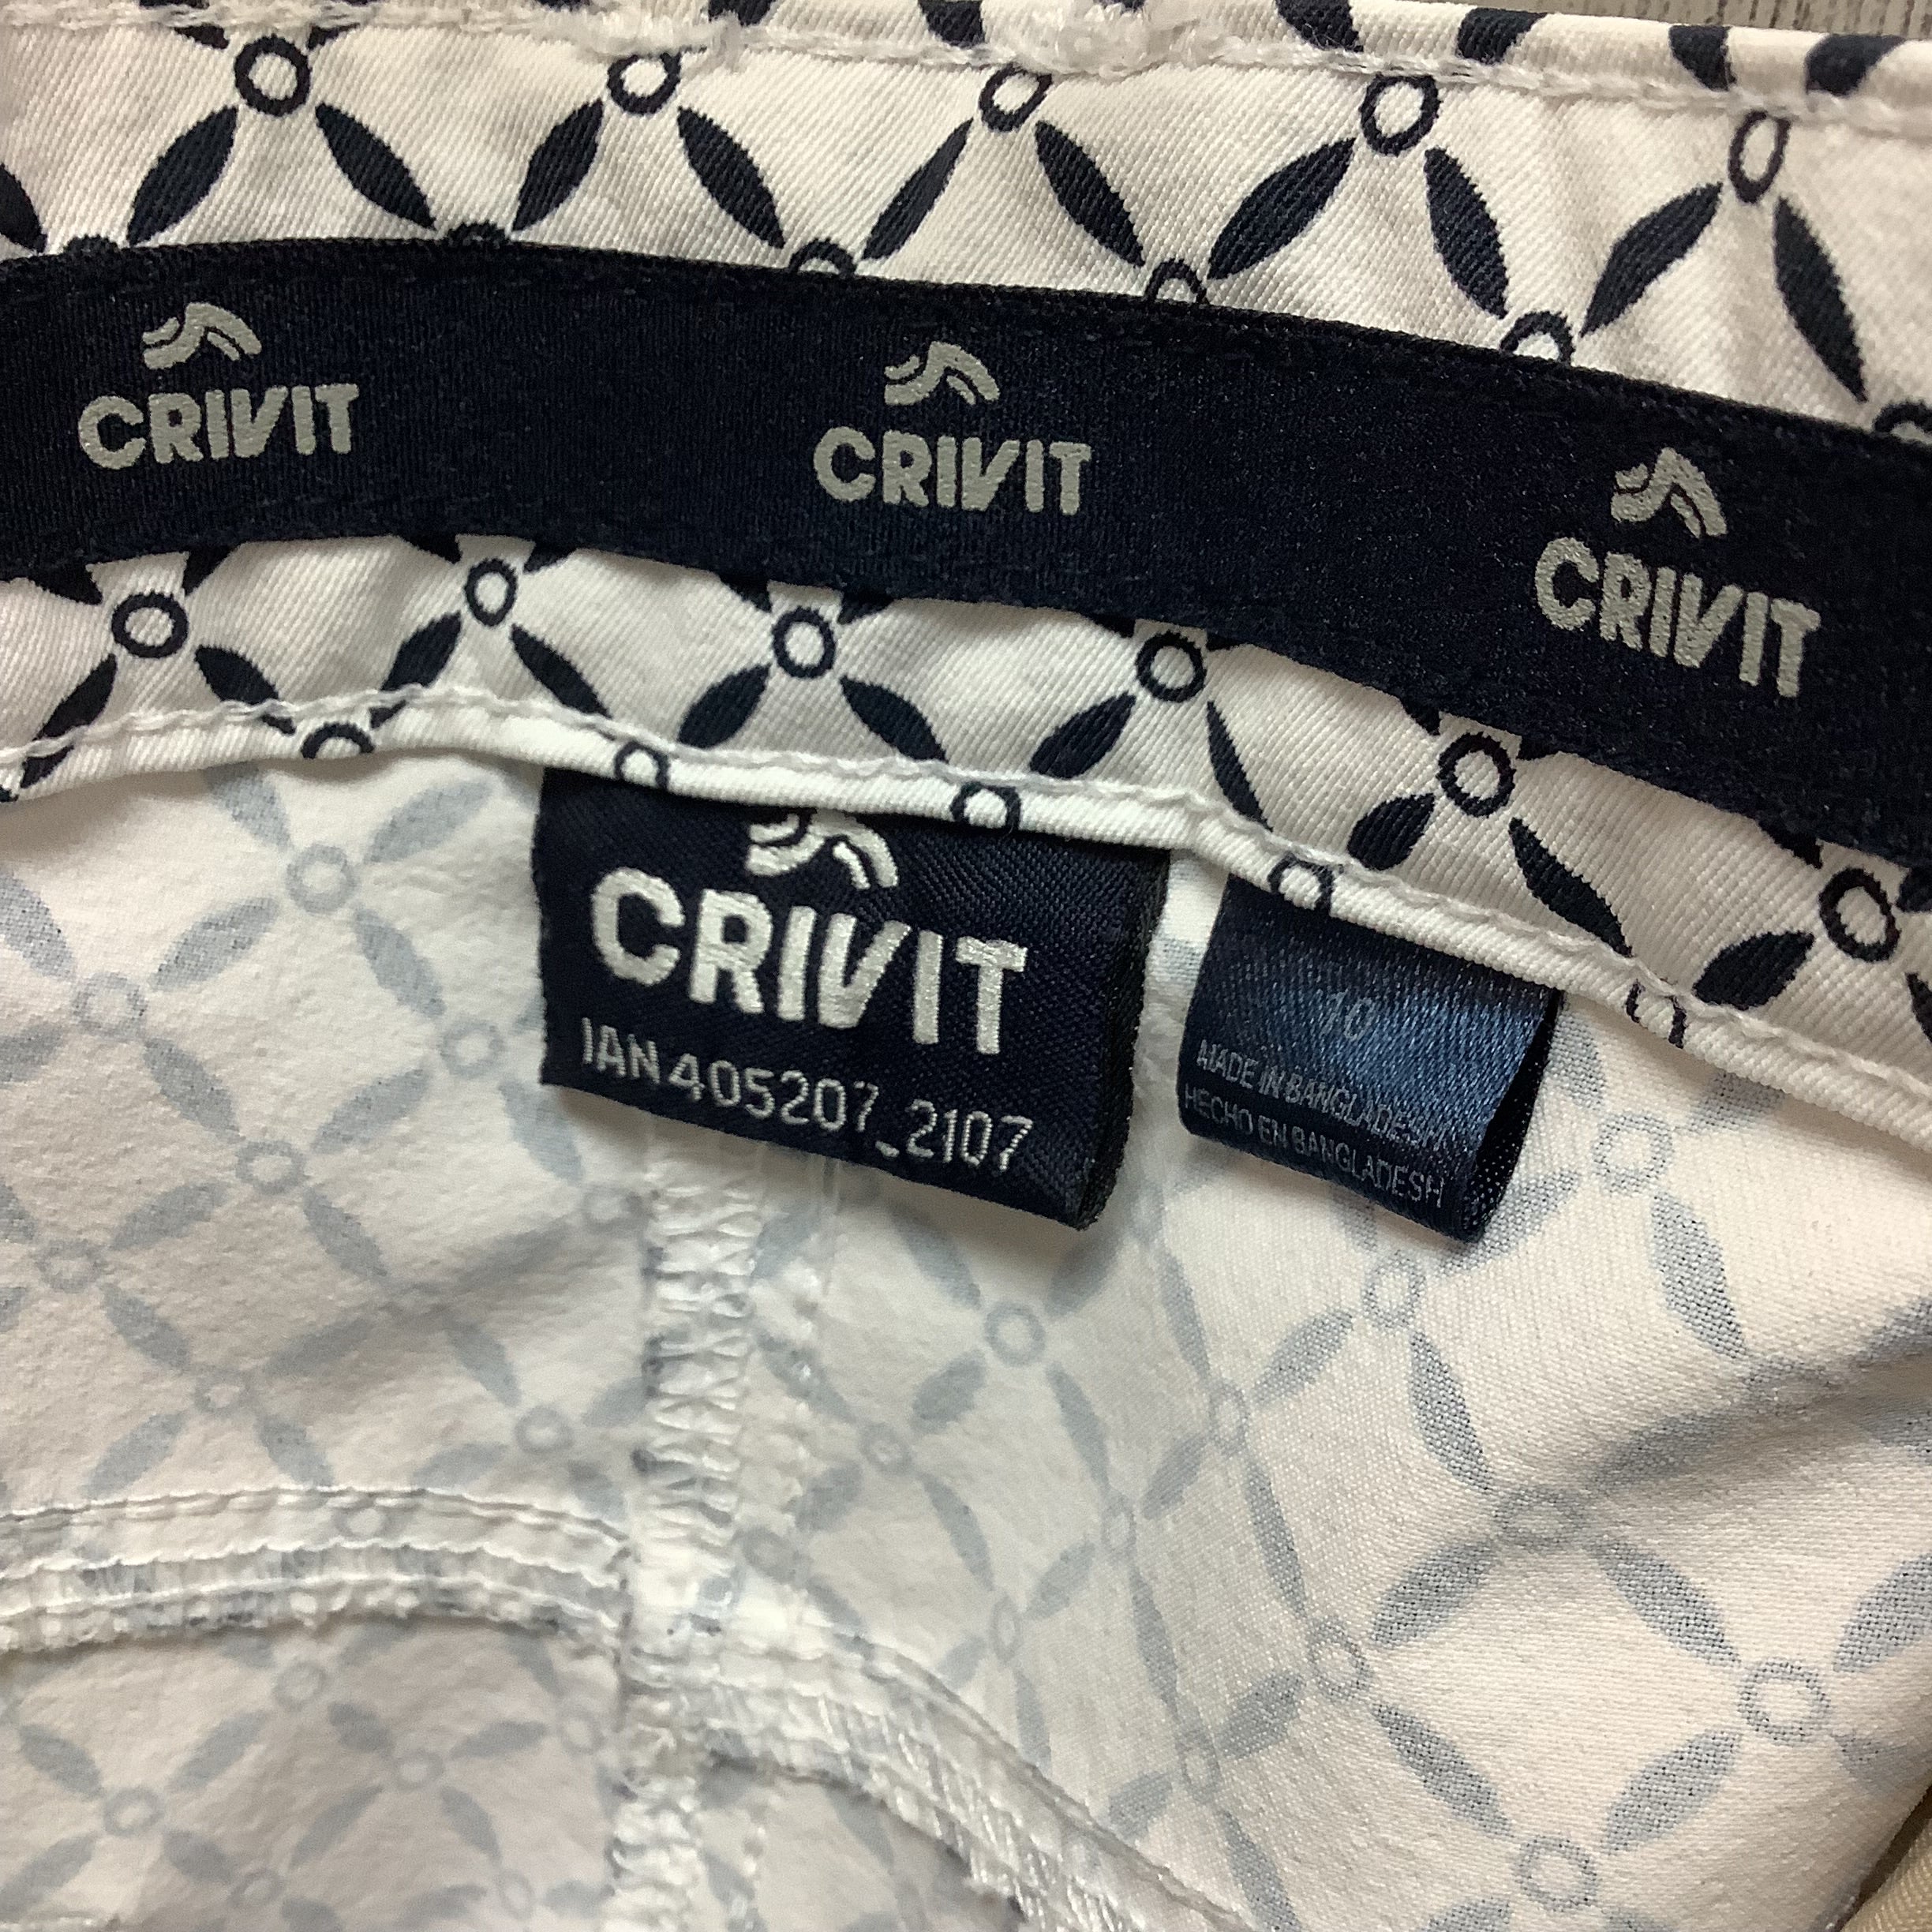 CRIVIT
CRIVIT
CRIVIT
CRIVIT
IAN 405207_2107
10
MADE IN BANGLADESH
HECHO EN BANGLADESH